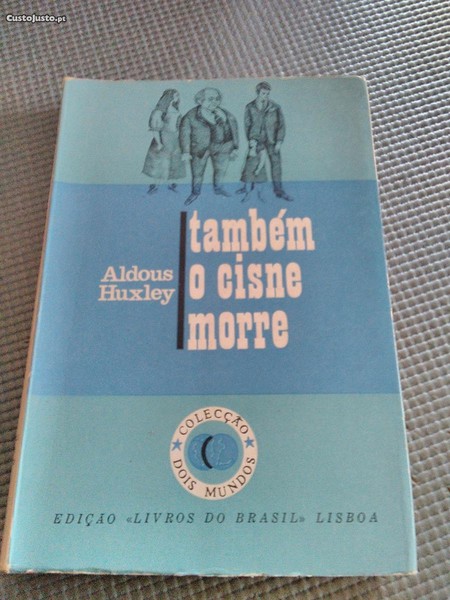 CustoJusto.pt
Aldous
Huxley
também
o cisne
morre
COLECÇÃO
DOIS MUNDOS
EDIÇÃO «LIVROS DO BRASIL» LISBOA